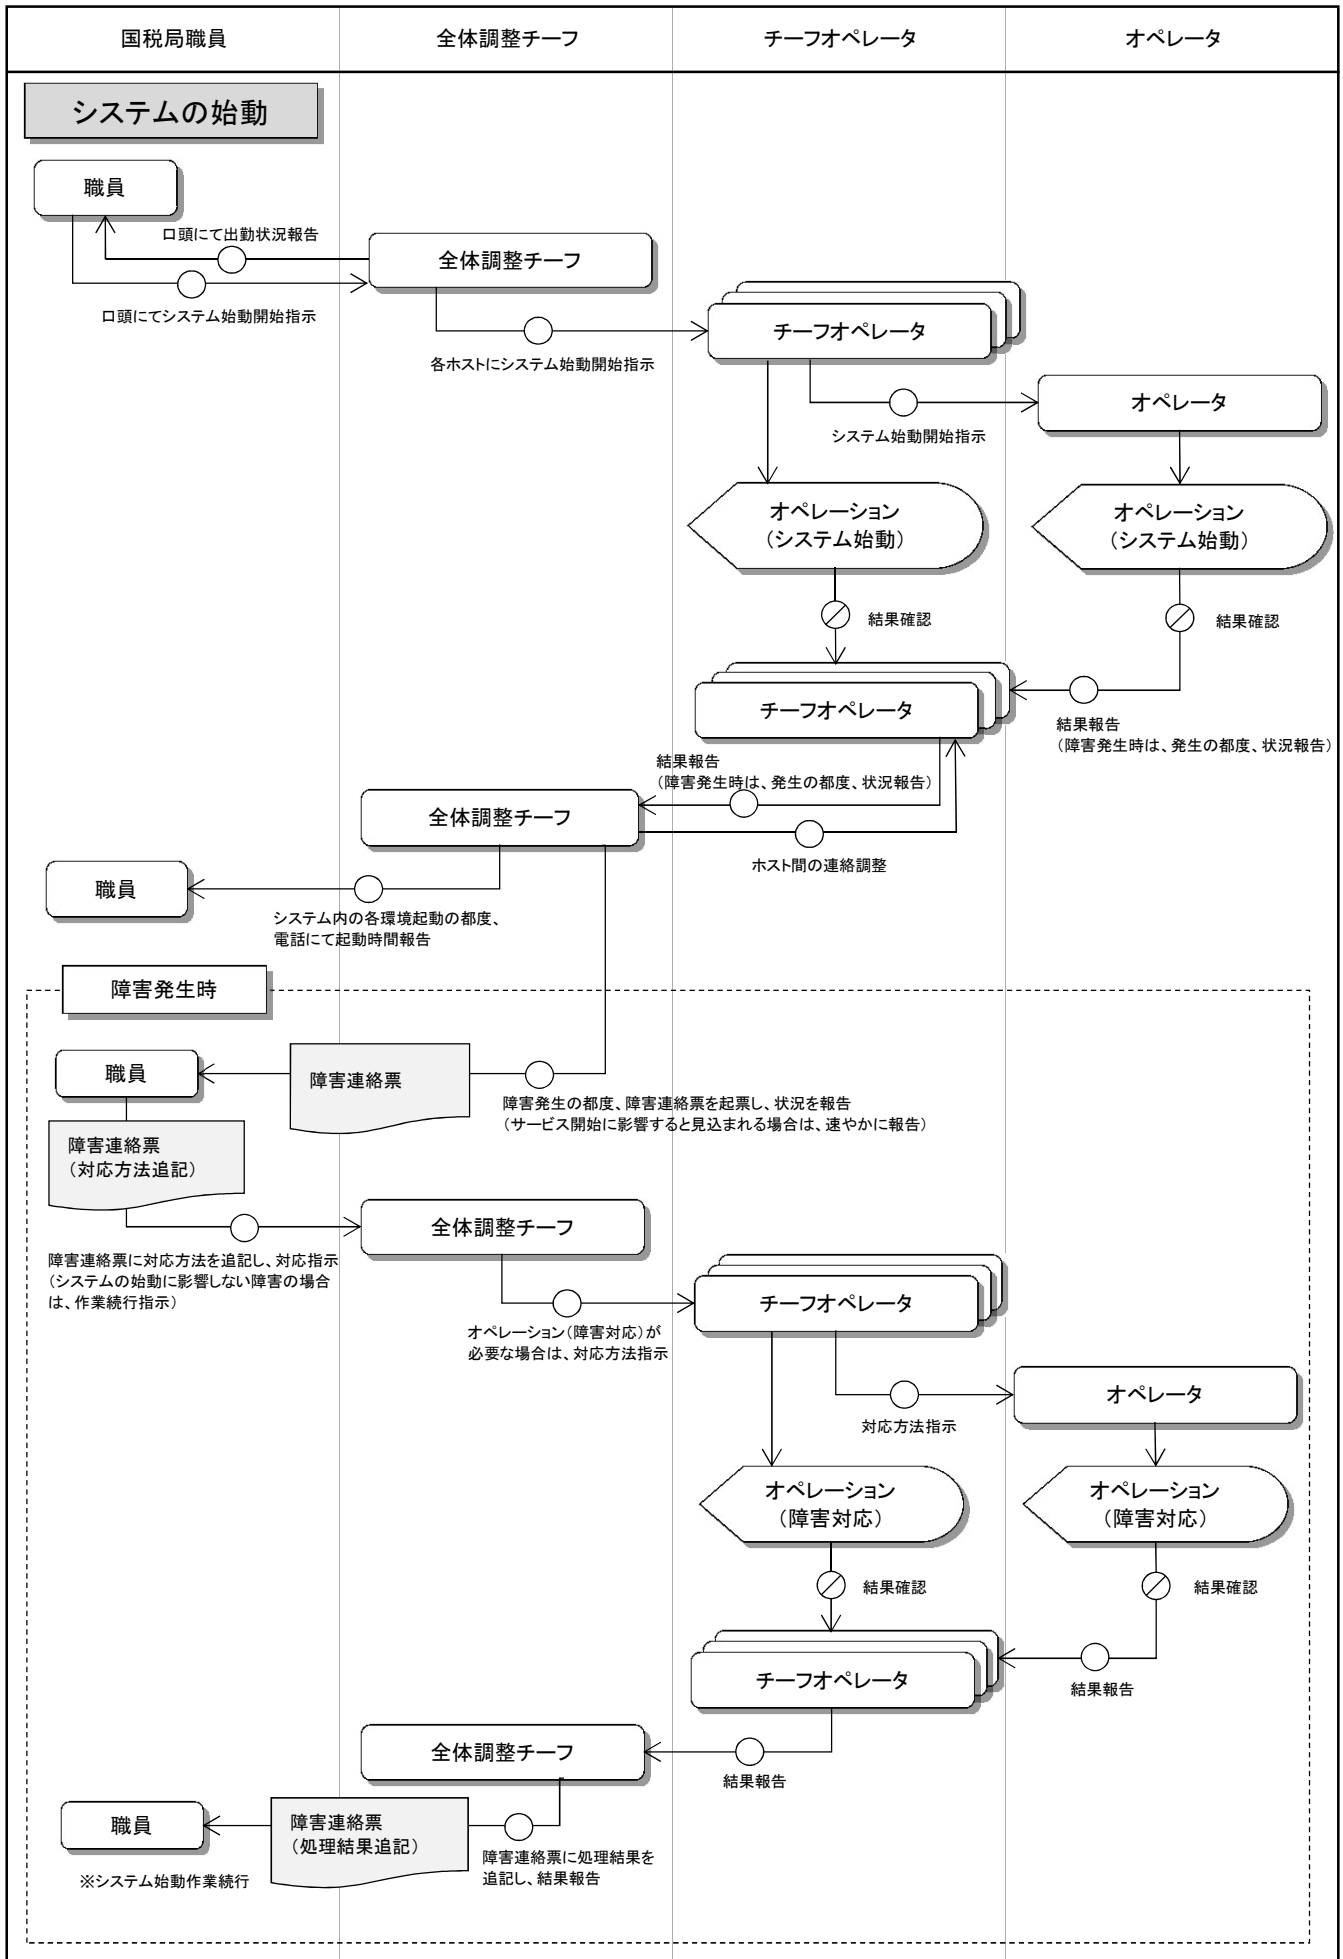 国税局職員
全体調整チーフ
チーフオペレータ
オペレータ
システムの始動
職員
口頭にて出勤状況報告
全体調整チーフ
口頭にてシステム始動開始指示
チーフオペレータ
各ホストにシステム始動開始指示
オペレータ
システム始動開始指示
オペレーション
（システム始動）
オペレーション
（システム始動）
結果確認
結果確認
チーフオペレータ
結果報告
（障害発生時は、発生の都度、状況報告）
結果報告
（障害発生時は、発生の都度、状況報告）
全体調整チーフ
ホスト間の連絡調整
職員
システム内の各環境起動の都度、
電話にて起動時間報告
障害発生時
職員
障害連絡票
障害発生の都度、障害連絡票を起票し、状況を報告
（サービス開始に影響すると見込まれる場合は、速やかに報告）
障害連絡票
（対応方法追記）
全体調整チーフ
障害連絡票に対応方法を追記し、対応指示
（システムの始動に影響しない障害の場合
は、作業続行指示）
チーフオペレータ
オペレーション（障害対応）が
必要な場合は、対応方法指示
オペレータ
対応方法指示
オペレーション
（障害対応）
オペレーション
（障害対応）
結果確認
結果確認
チーフオペレータ
結果報告
全体調整チーフ
結果報告
職員
障害連絡票
（処理結果追記）
障害連絡票に処理結果を
追記し、結果報告
※システム始動作業続行